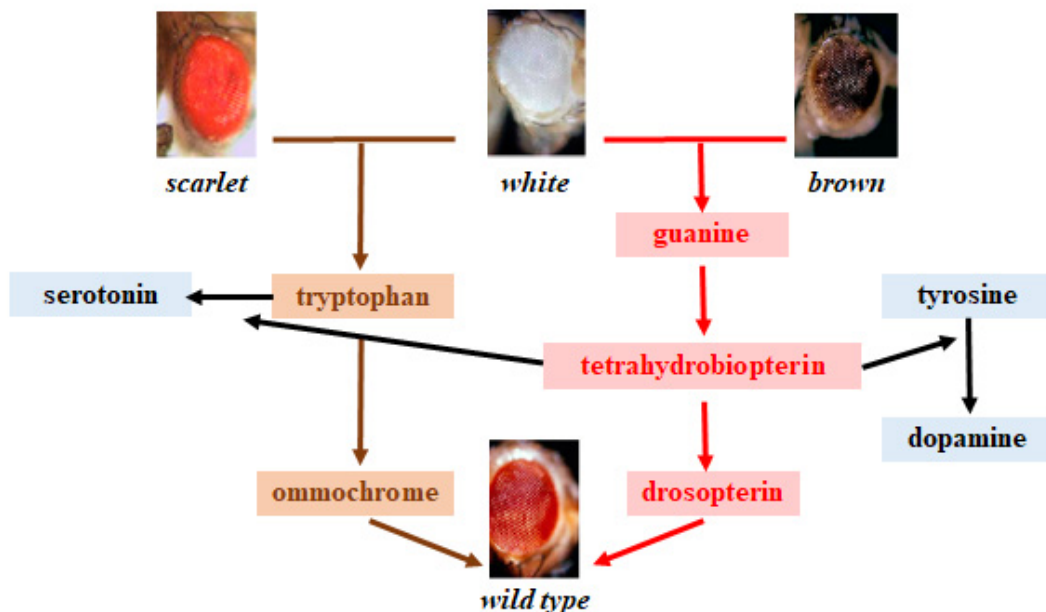 scarlet
white
brown
guanine
serotonin
tryptophan
tyrosine
tetrahydrobiopterin
dopamine
ommochrome
drosopterin
wild type